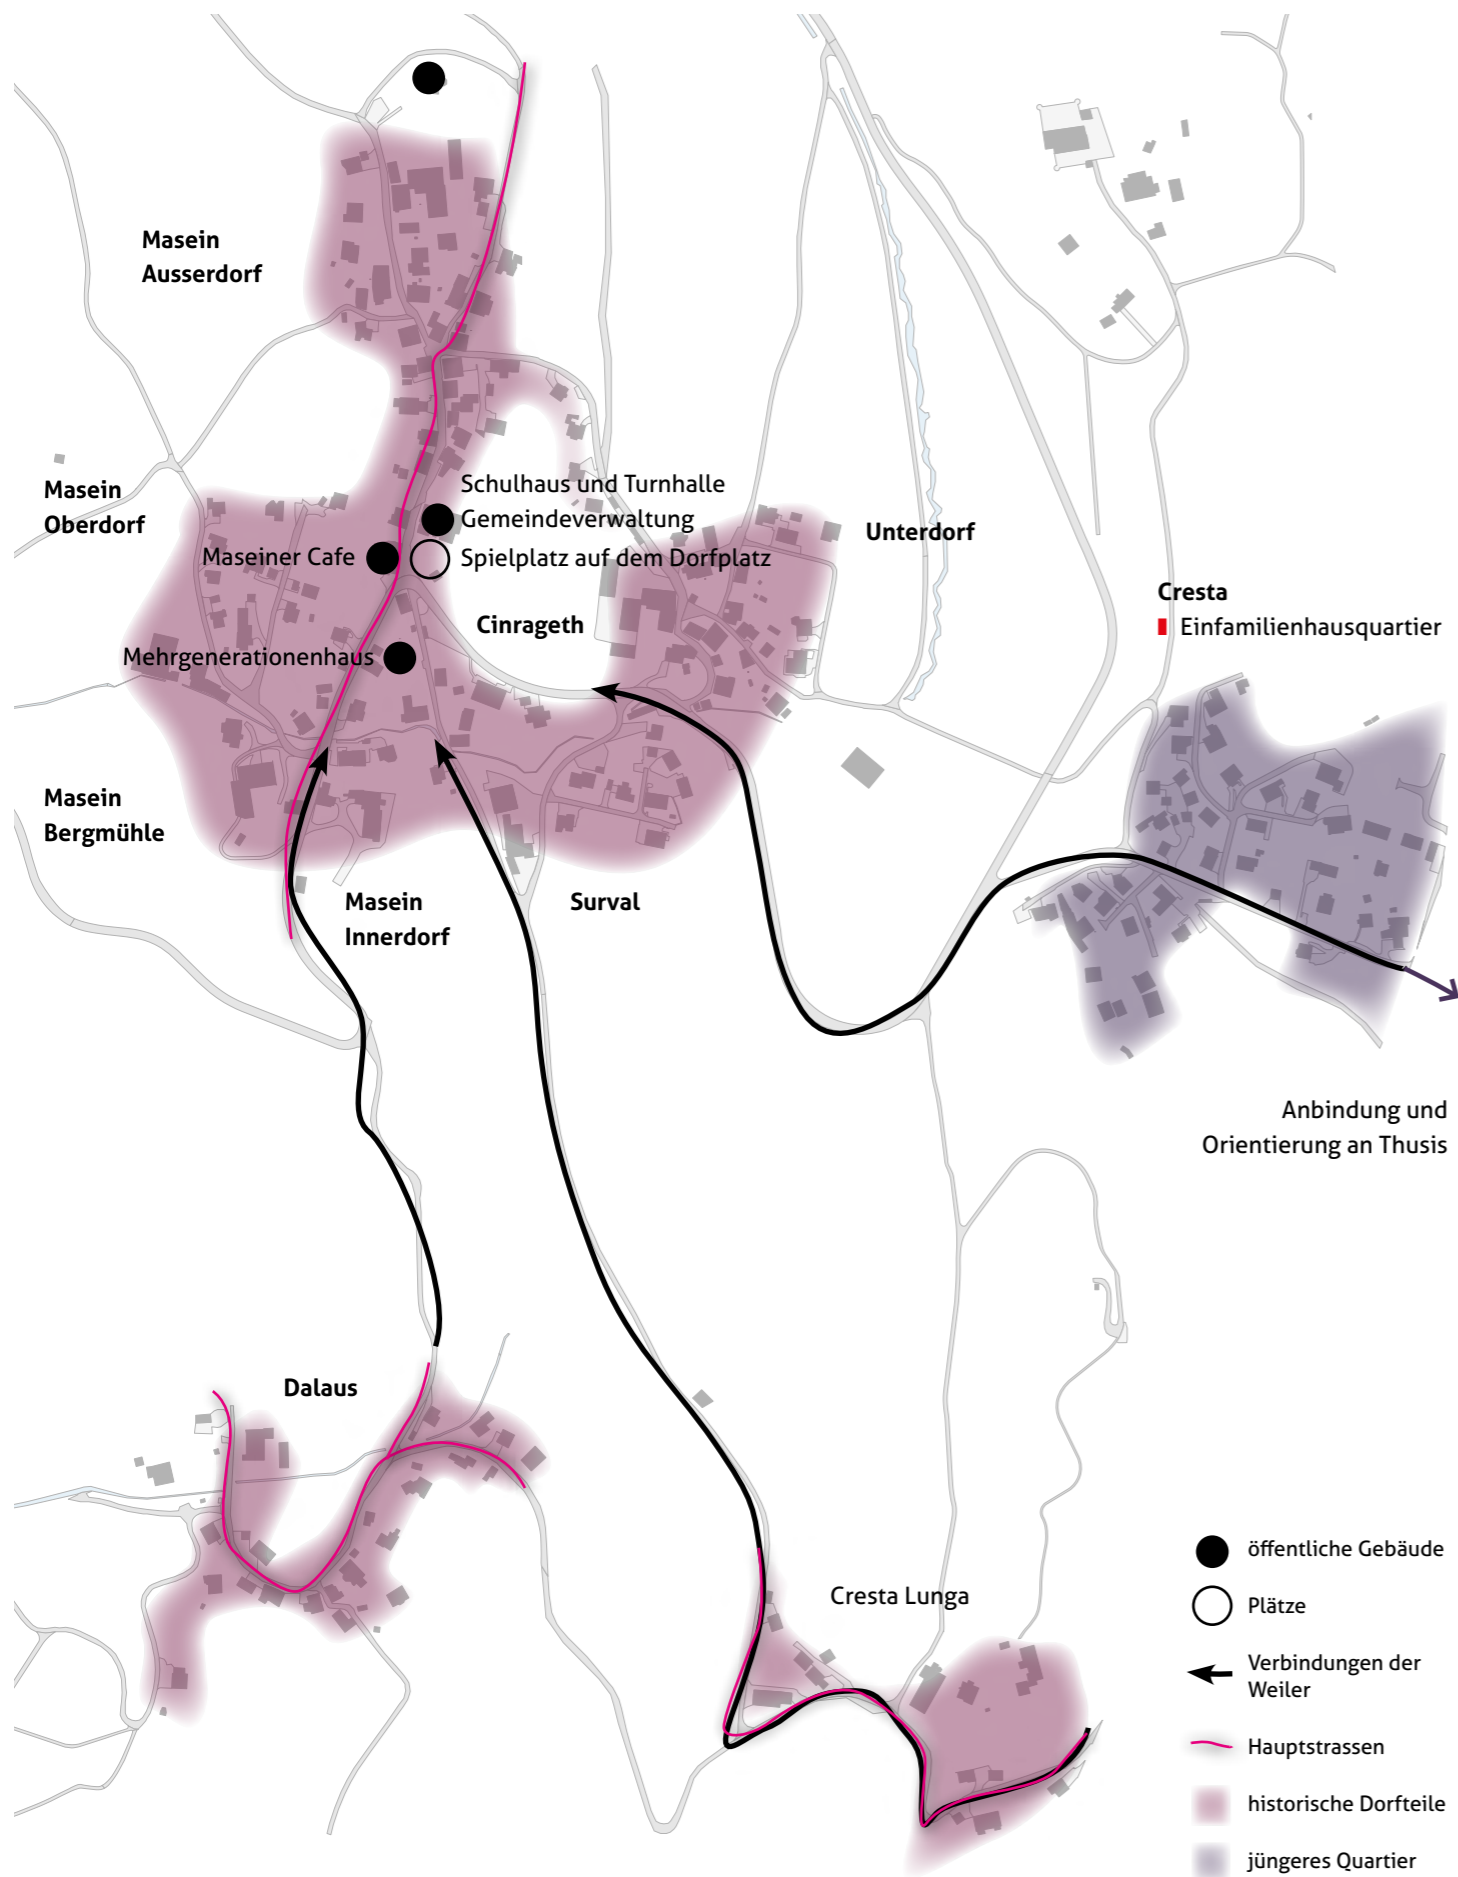 Masein
Ausserdorf
Masein
Oberdorf
Schulhaus und Turnhalle
Gemeindeverwaltung
Maseiner Cafe
Spielplatz auf dem Dorfplatz
Unterdorf
Cresta
Einfamilienhausquartier
Cinrageth
Mehrgenerationenhaus
Masein
Bergmühle
Masein
Innerdorf
Surval
Anbindung und
Orientierung an Thusis
Dalaus
Cresta Lunga
öffentliche Gebäude
Plätze
Verbindungen der
Weiler
Hauptstrassen
historische Dorfteile
jüngeres Quartier